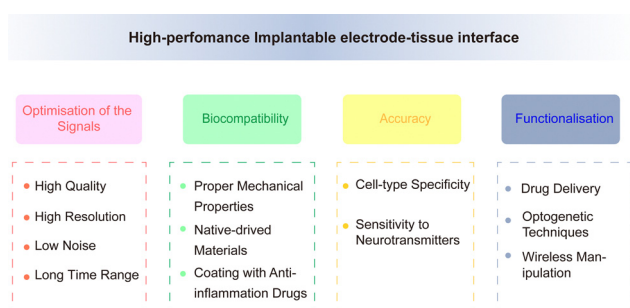 High-perfomance Implantable electrode-tissue interface
Optimisation of the
Signals
High Quality
High Resolution
Low Noise
Long Time Range
Biocompatibility
Proper Mechanical
Properties
Native-drived
Materials
Coating with Anti-
inflammation Drugs
Accuracy
Cell-type Specificity
Sensitivity to
Neurotransmitters
Functionalisation
Drug Delivery
Optogenetic
Techniques
Wireless Man-
ipulation